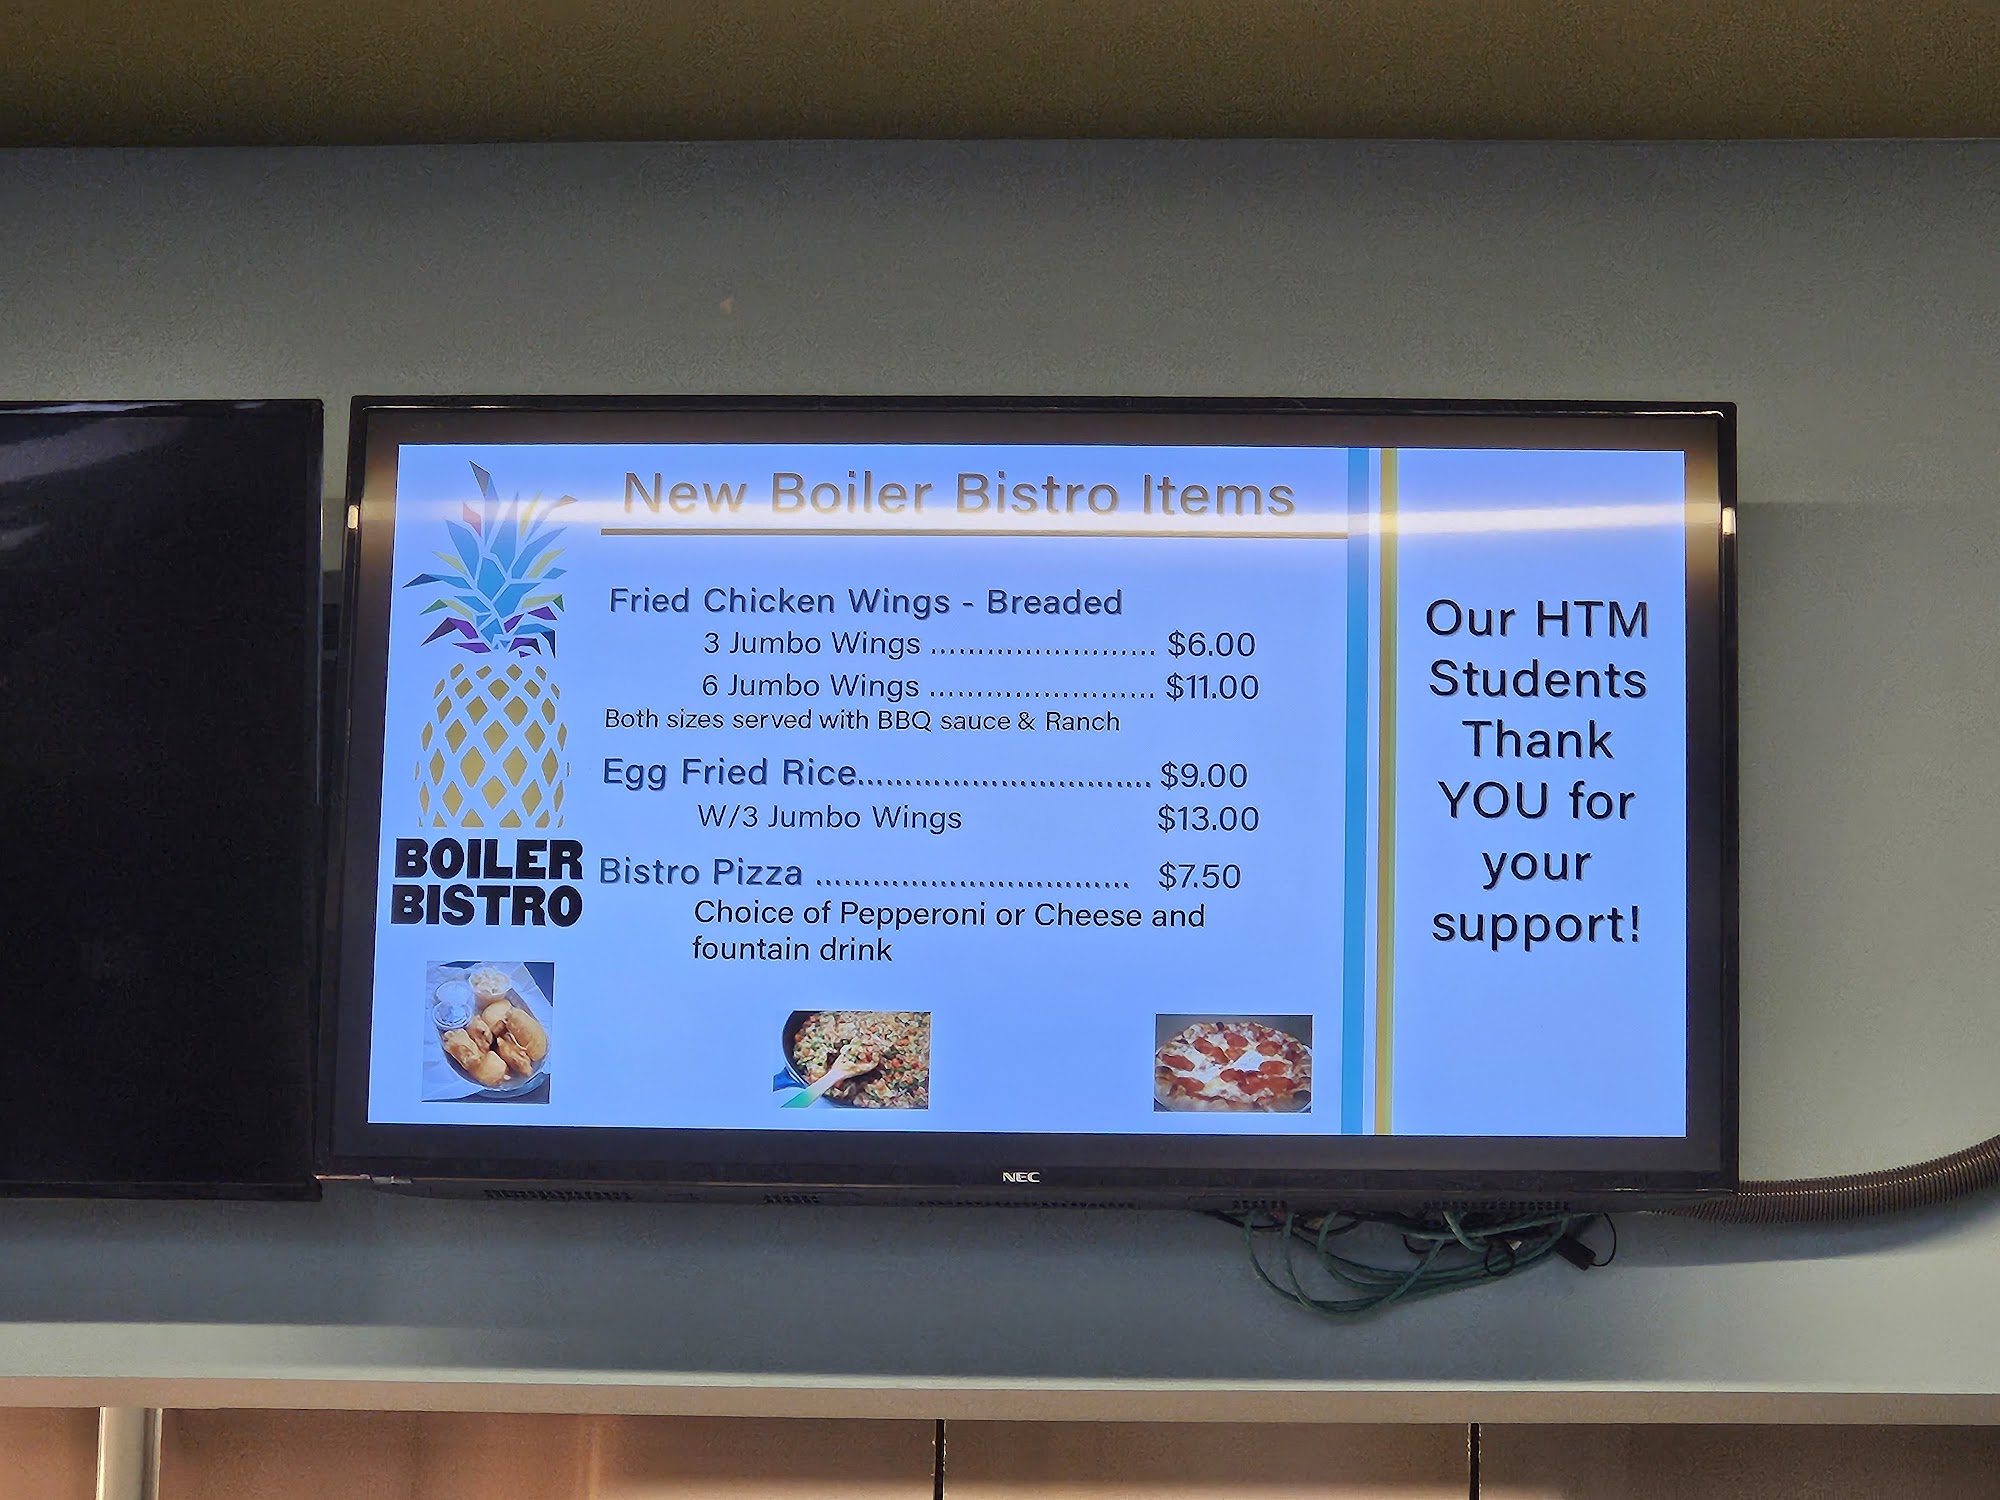 New Boiler Bistro Items
Fried Chicken Wings - Breaded
3 Jumbo Wings ........................ $6.00
6 Jumbo Wings ........................ $11.00
Both sizes served with BBQ sauce & Ranch
Egg Fried Rice............................... $9.00
W/3 Jumbo Wings $13.00
Bistro Pizza ................................. $7.50
Choice of Pepperoni or Cheese and
fountain drink
BOILER
BISTRO
Our HTM
Students
Thank
YOU for
your
support!
NEC